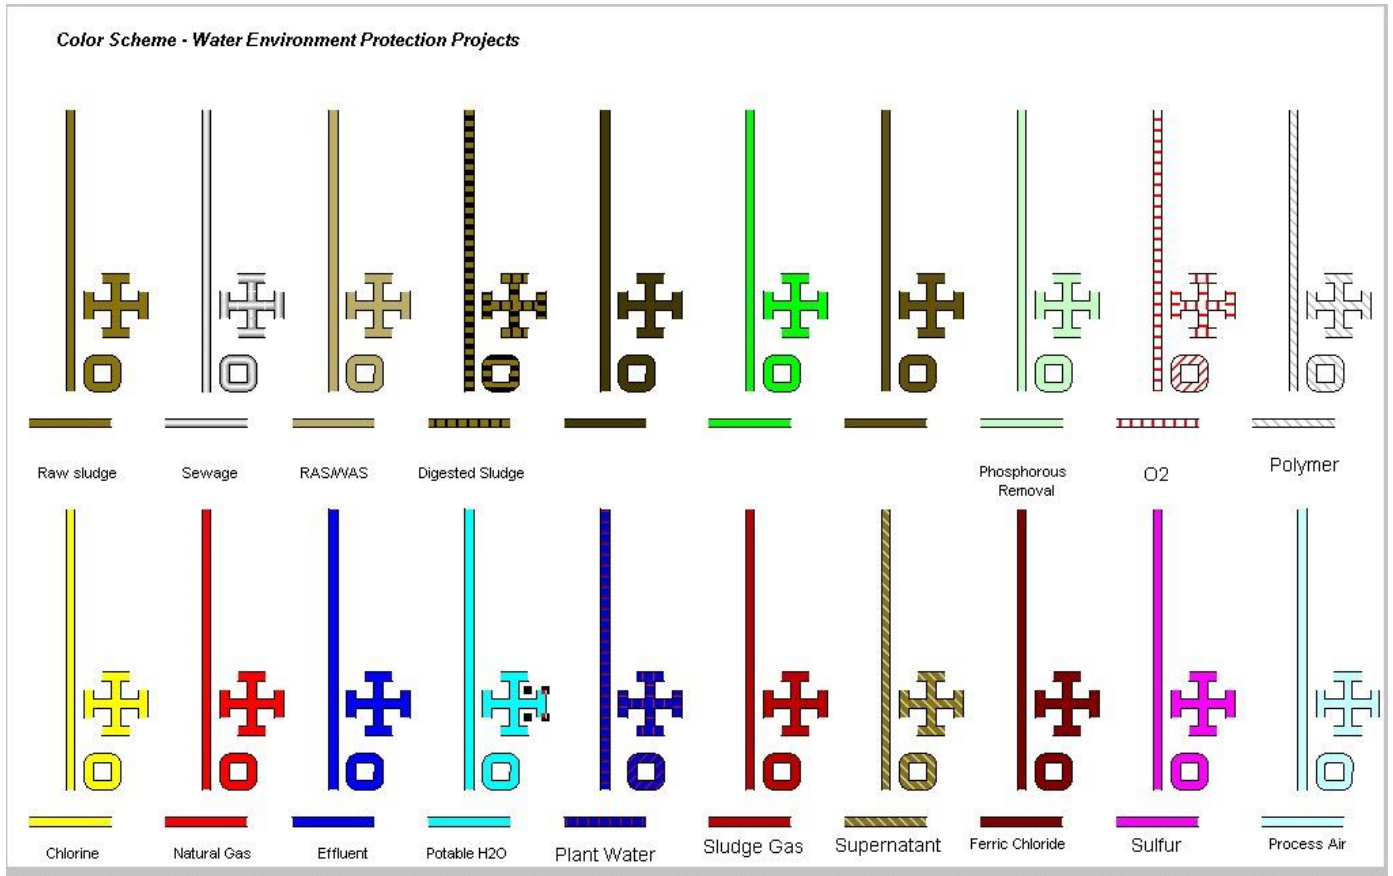 Color Scheme - Water Environment Protection Projects
Raw sludge
Sewage
RAS/WAS
Digested Sludge
Phosphorous
Removal
O2
Polymer
Chlorine
Natural Gas
Effluent
Potable H2O
Plant Water
Sludge Gas
Supernatant
Ferric Chloride
Sulfur
Process Air